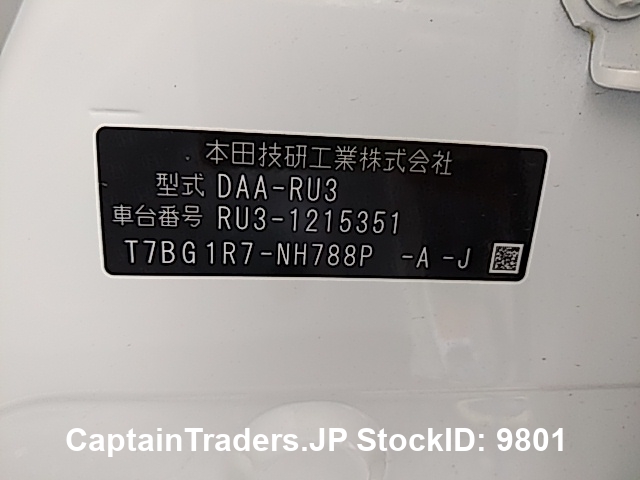 本田技研工業株式会社
型式 DAA-RU3
車台番号 RU3-1215351
T7BG1R7-NH788P -A -J
CaptainTraders.JP StockID: 9801